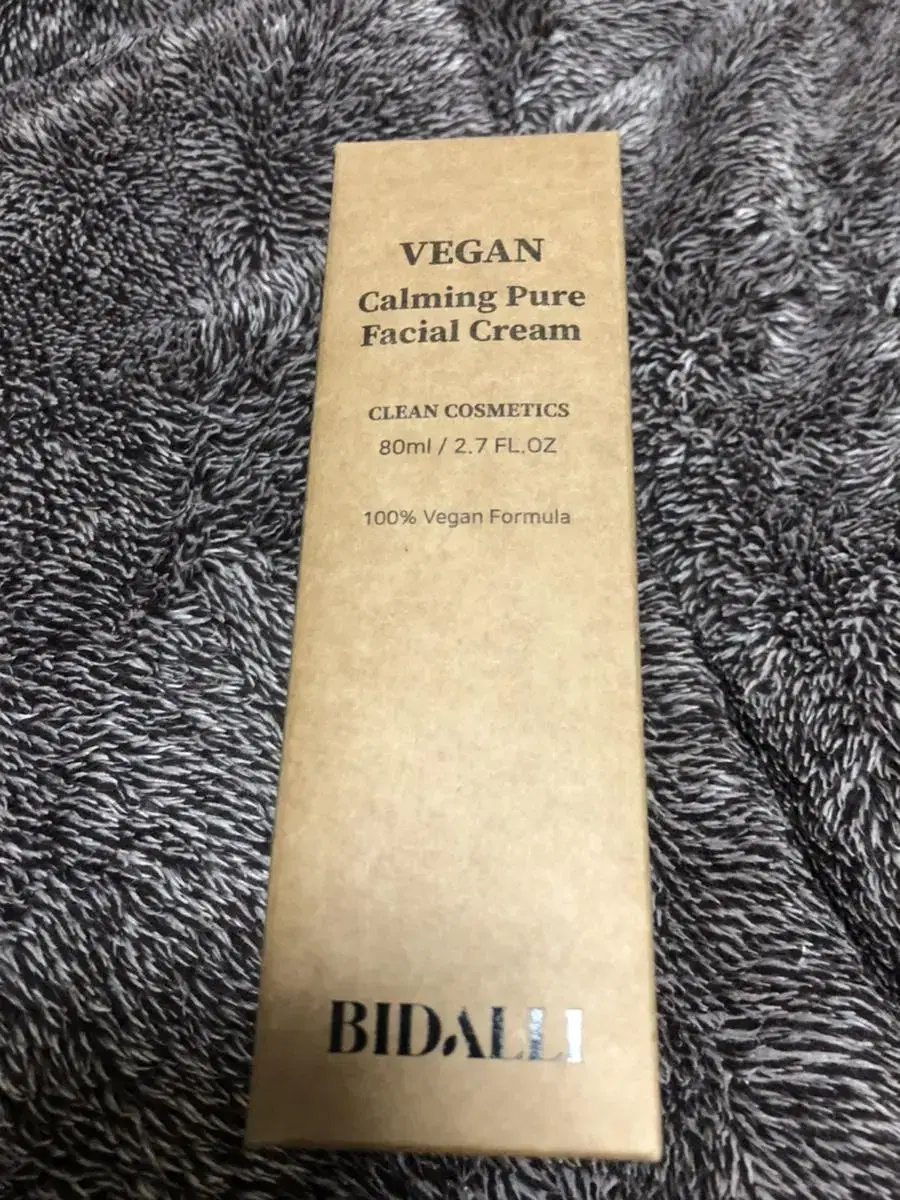 VEGAN
Calming Pure
Facial Cream
CLEAN COSMETICS
80ml / 2.7 FL.OZ
100% Vegan Formula
BIDALLI